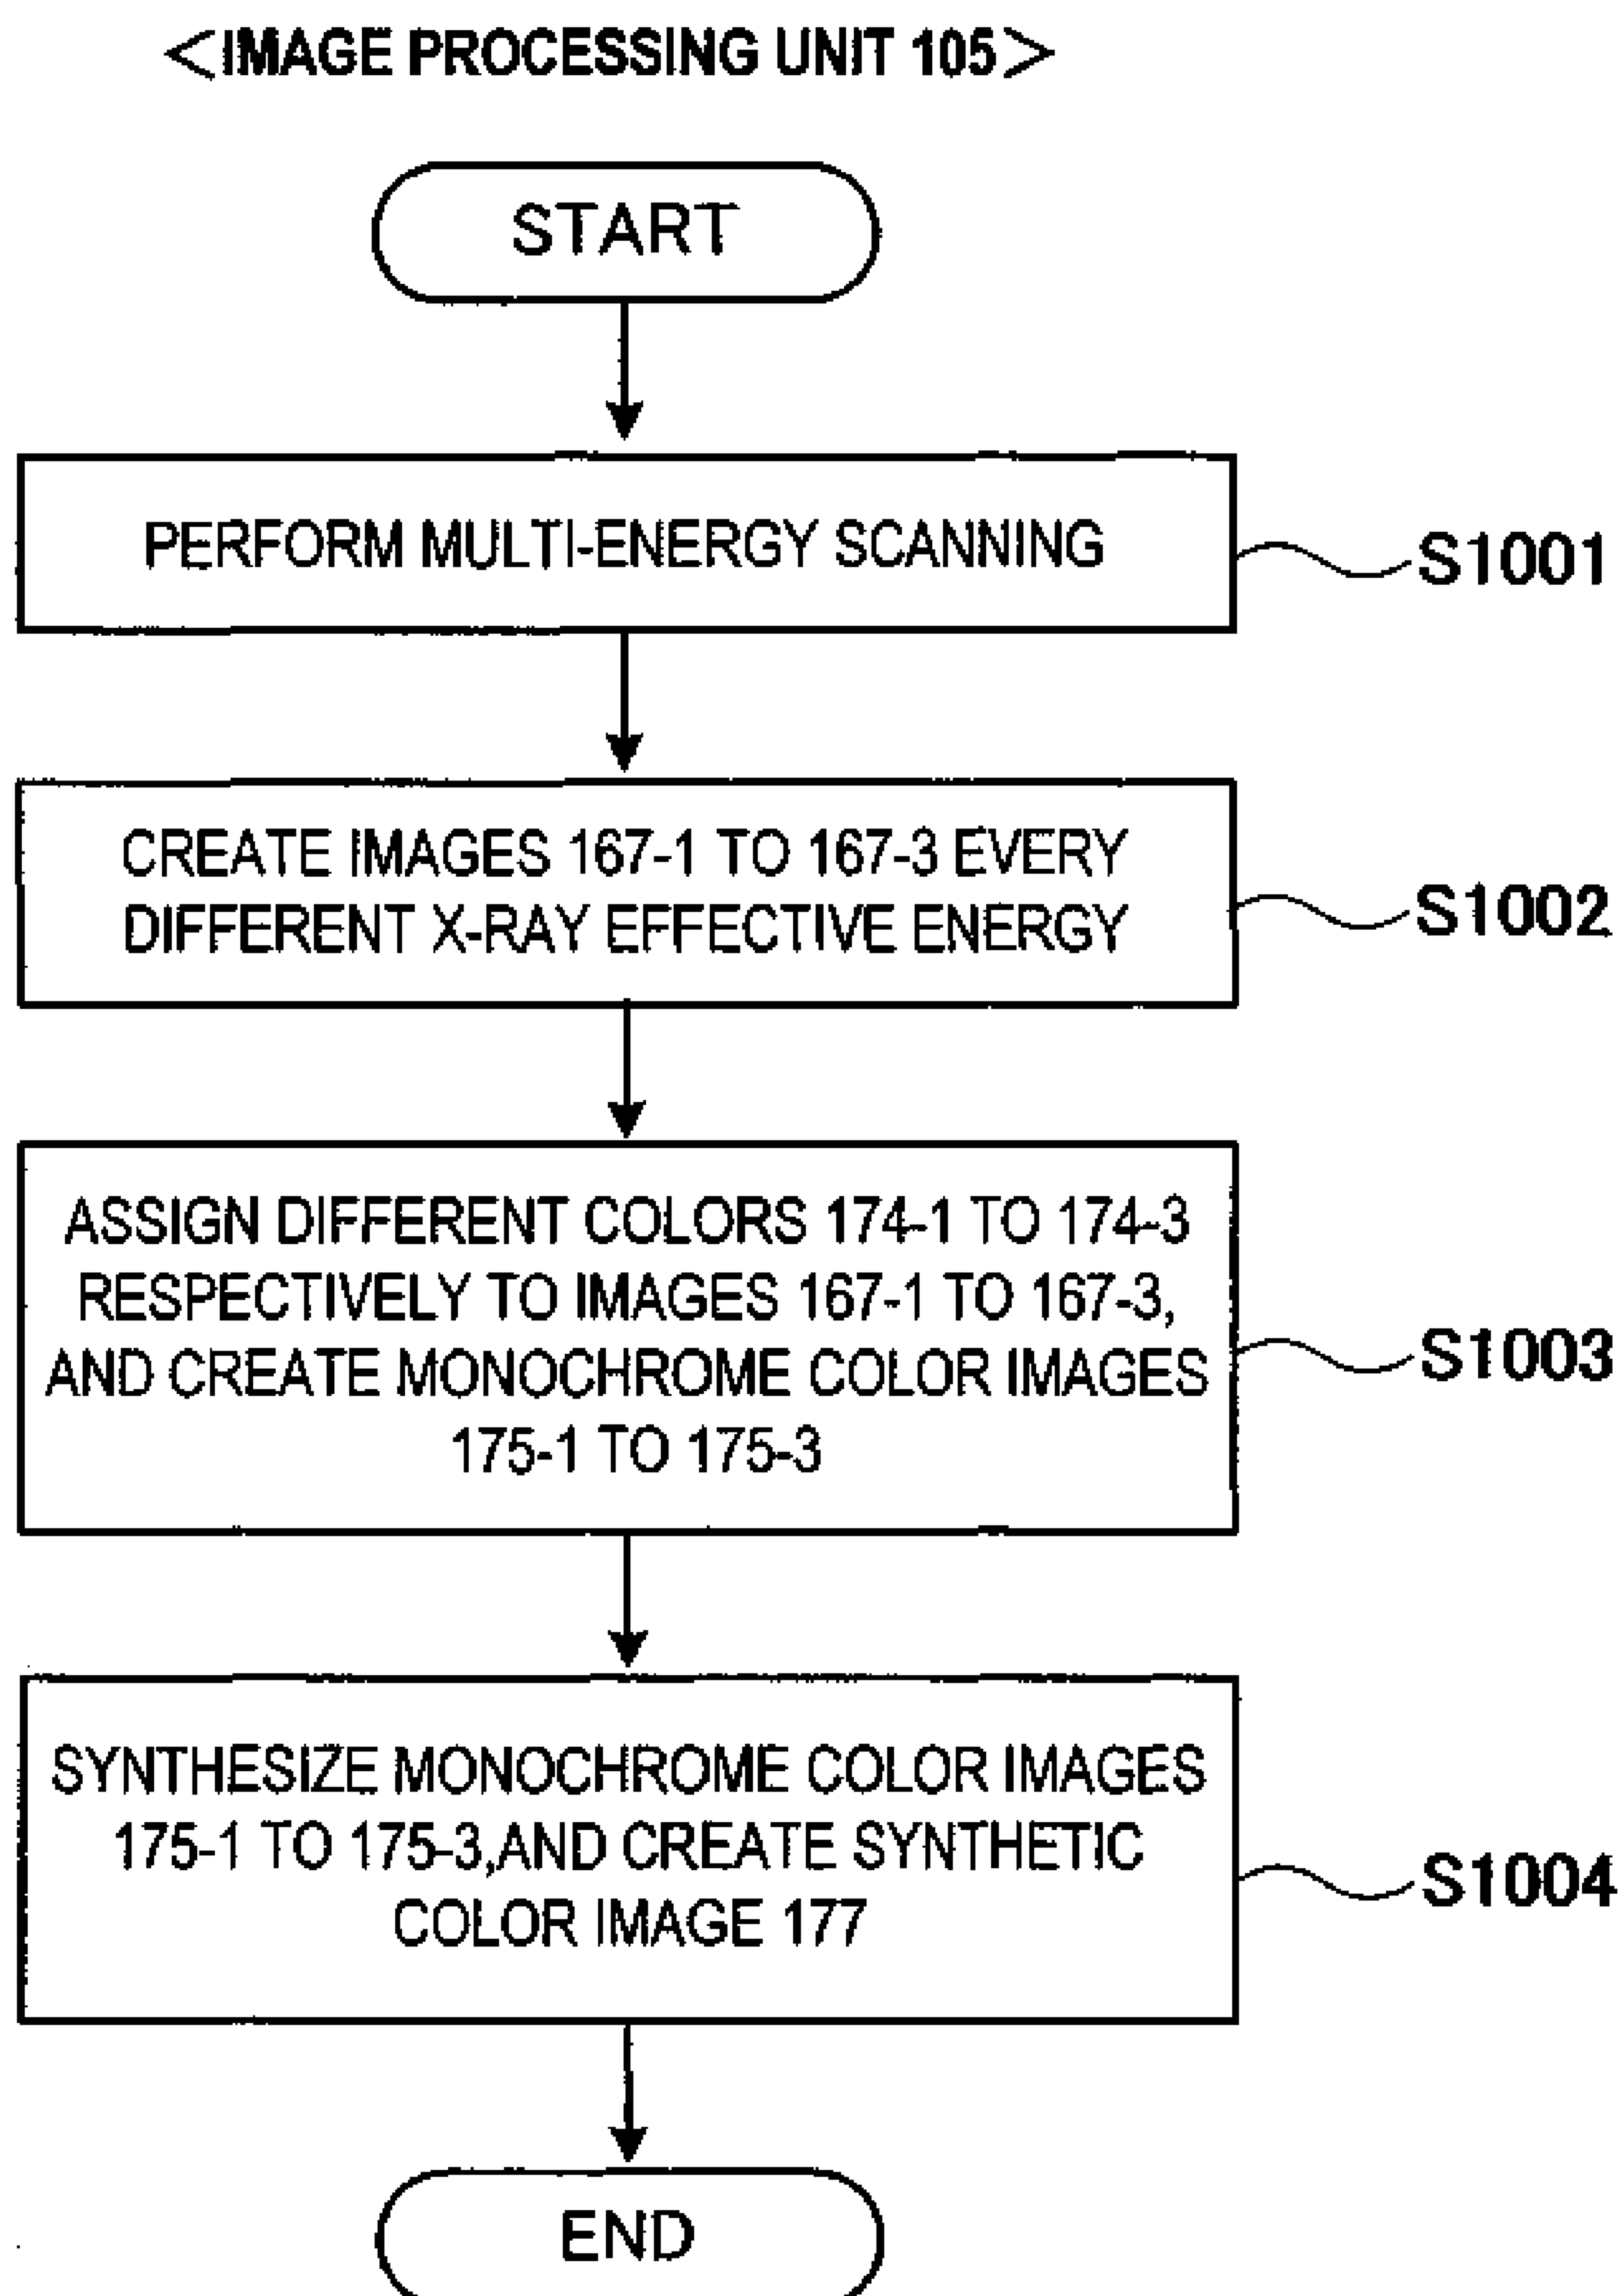 <IMAGE PROCESSING UNIT 105>
START
PERFORM MULTI-ENERGY SCANNING
S1001
CREATE IMAGES 167-1 TO 167-3 EVERY
DIFFERENT X-RAY EFFECTIVE ENERGY
S1002
ASSIGN DIFFERENT COLORS 174-1 TO 174-3
RESPECTIVELY TO IMAGES 167-1 TO 167-3,
AND CREATE MONOCHROME COLOR IMAGES
175-1 TO 175-3
S1003
SYNTHESIZE MONOCHROME COLOR IMAGES
175-1 TO 175-3,AND CREATE SYNTHETIC
COLOR IMAGE 177
S1004
END